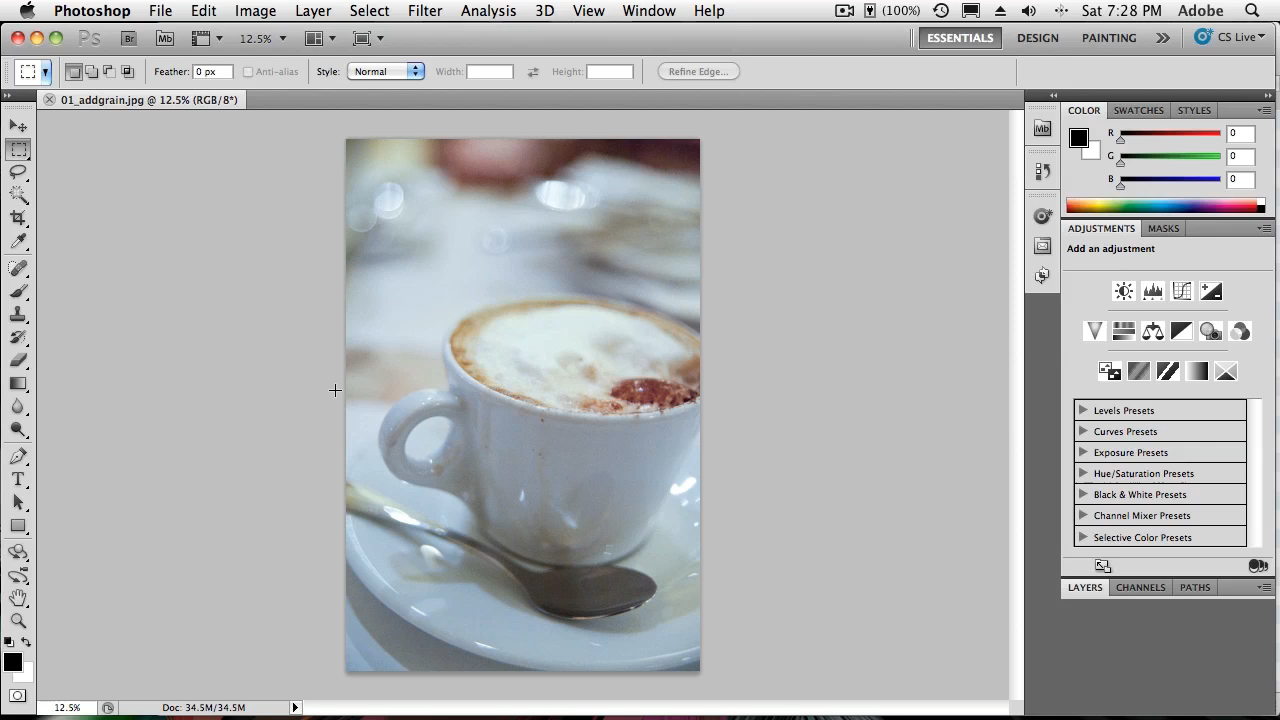 Photoshop File Edit Image Layer Select Filter Analysis 3D View Window Help (100%) Sat 7:28 PM Adobe
Ps Br Mb 12.5% ESSENTIALS DESIGN PAINTING CS Live
Feather: 0 px Anti-alias Style: Normal Width: Height: Refine Edge...
01_addgrain.jpg @ 12.5% (RGB/8*)
COLOR SWATCHES STYLES
Mb
R 0
G 0
B 0
ADJUSTMENTS MASKS
Add an adjustment
Levels Presets
Curves Presets
Exposure Presets
Hue/Saturation Presets
Black & White Presets
Channel Mixer Presets
Selective Color Presets
T
LAYERS CHANNELS PATHS
12.5% Doc: 34.5M/34.5M